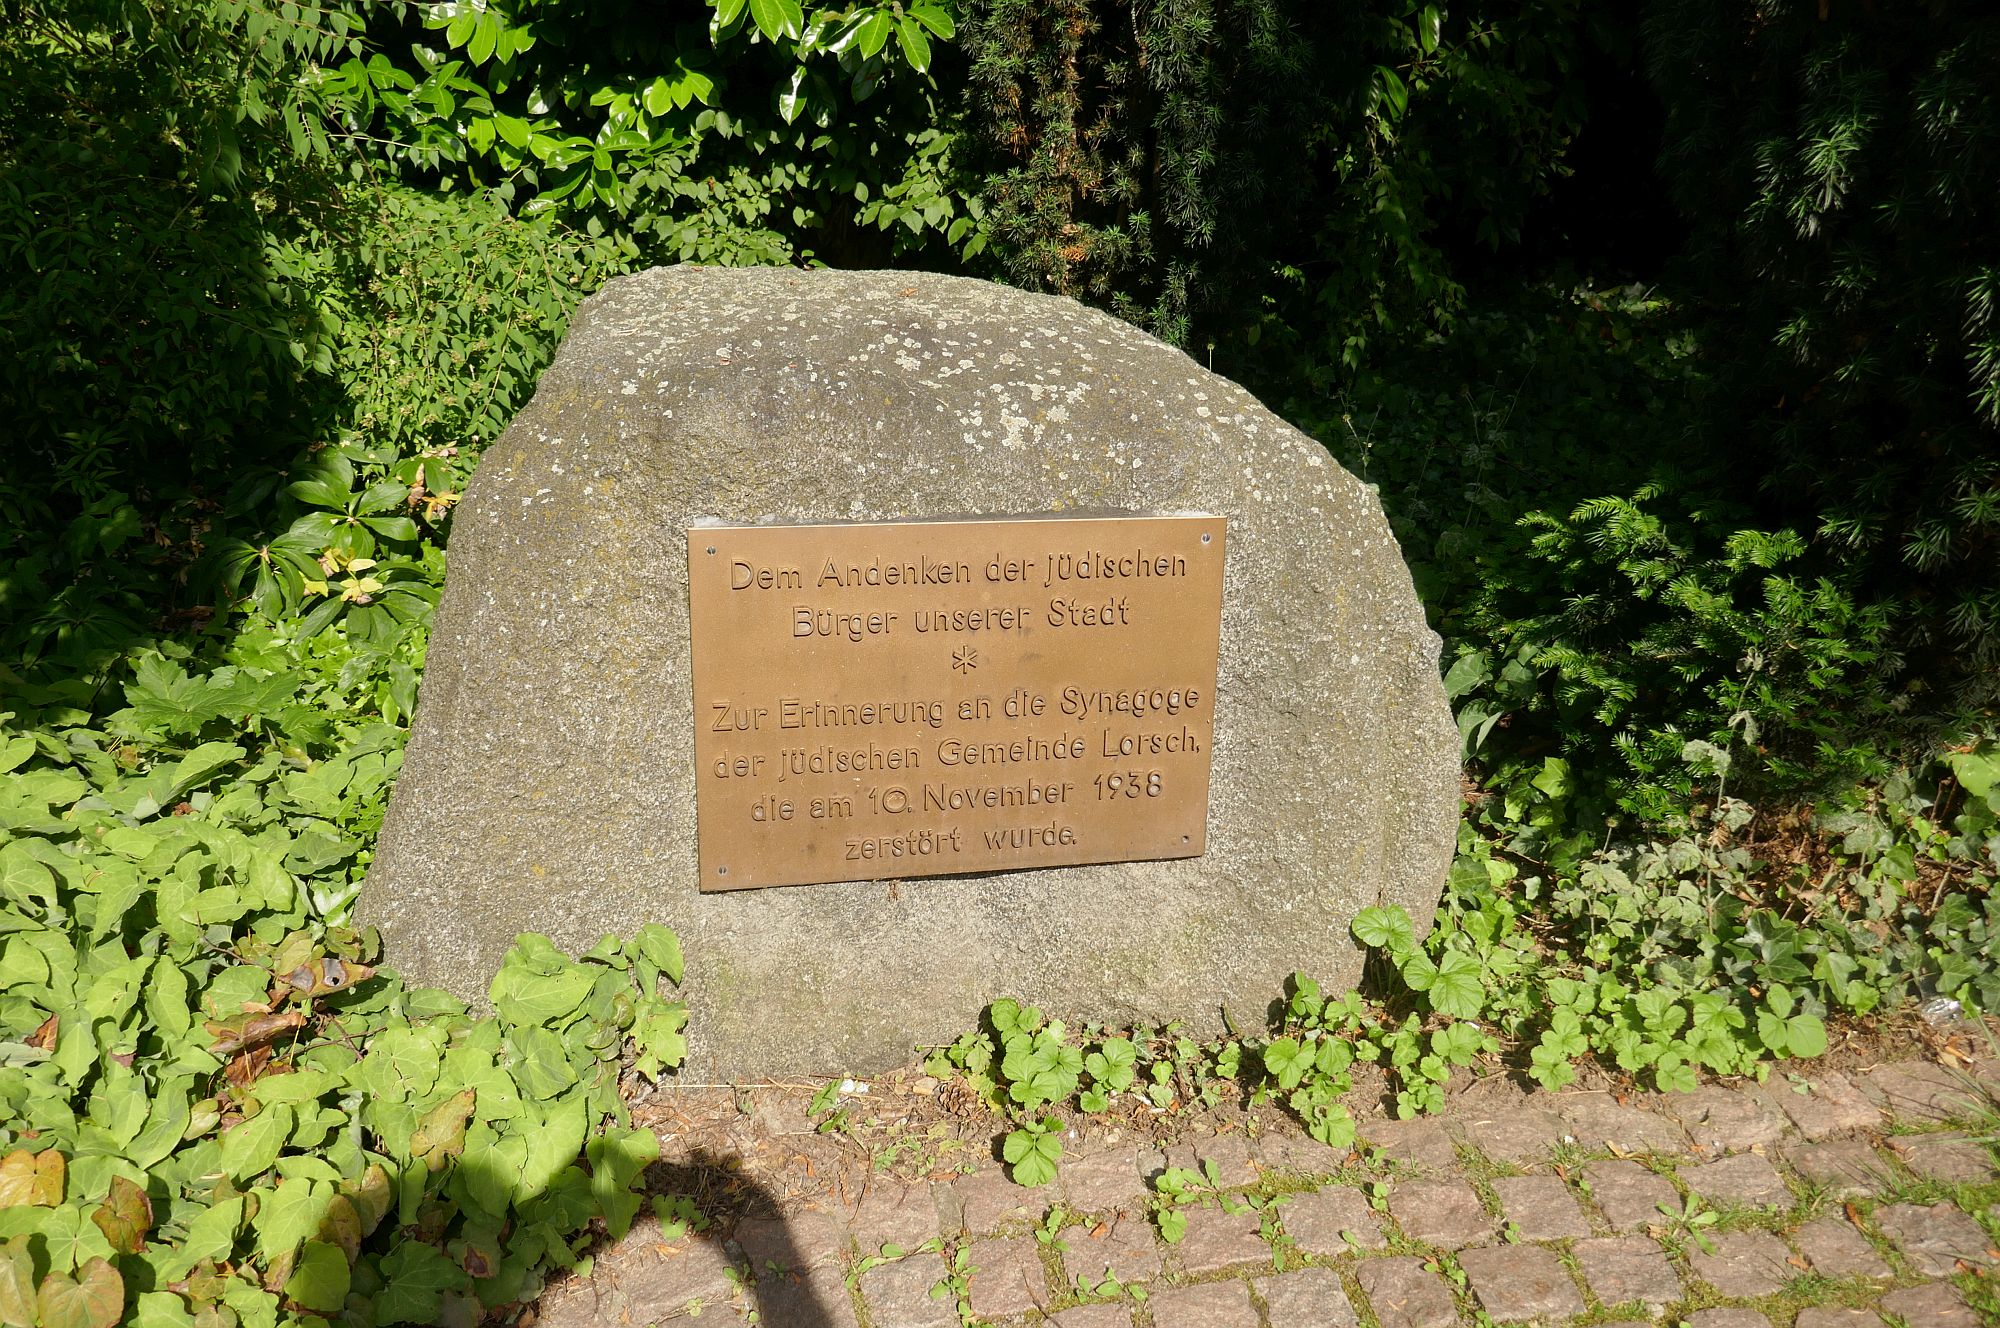 Dem Andenken der jüdischen
Bürger unserer Stadt
*
Zur Erinnerung an die Synagoge
der jüdischen Gemeinde Lorsch,
die am 10. November 1938
zerstört wurde.